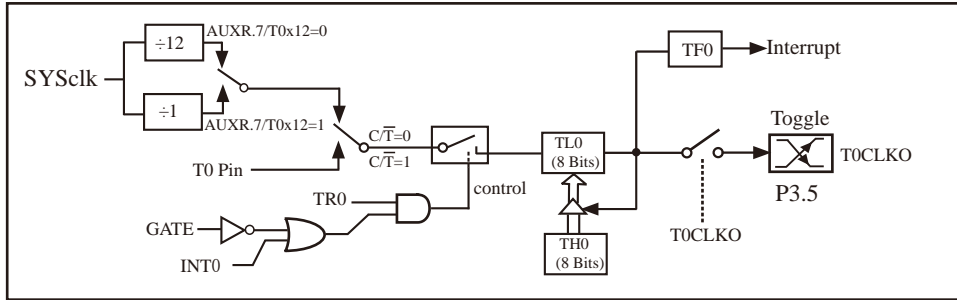 AUXR.7/T0x12=0
÷12
SYSclk
÷1
AUXR.7/T0x12=1
T0 Pin
C/T̅=0
C/T̅=1
control
TR0
GATE
INT0
TL0
(8 Bits)
TH0
(8 Bits)
TF0
Interrupt
Toggle
T0CLKO
P3.5
T0CLKO